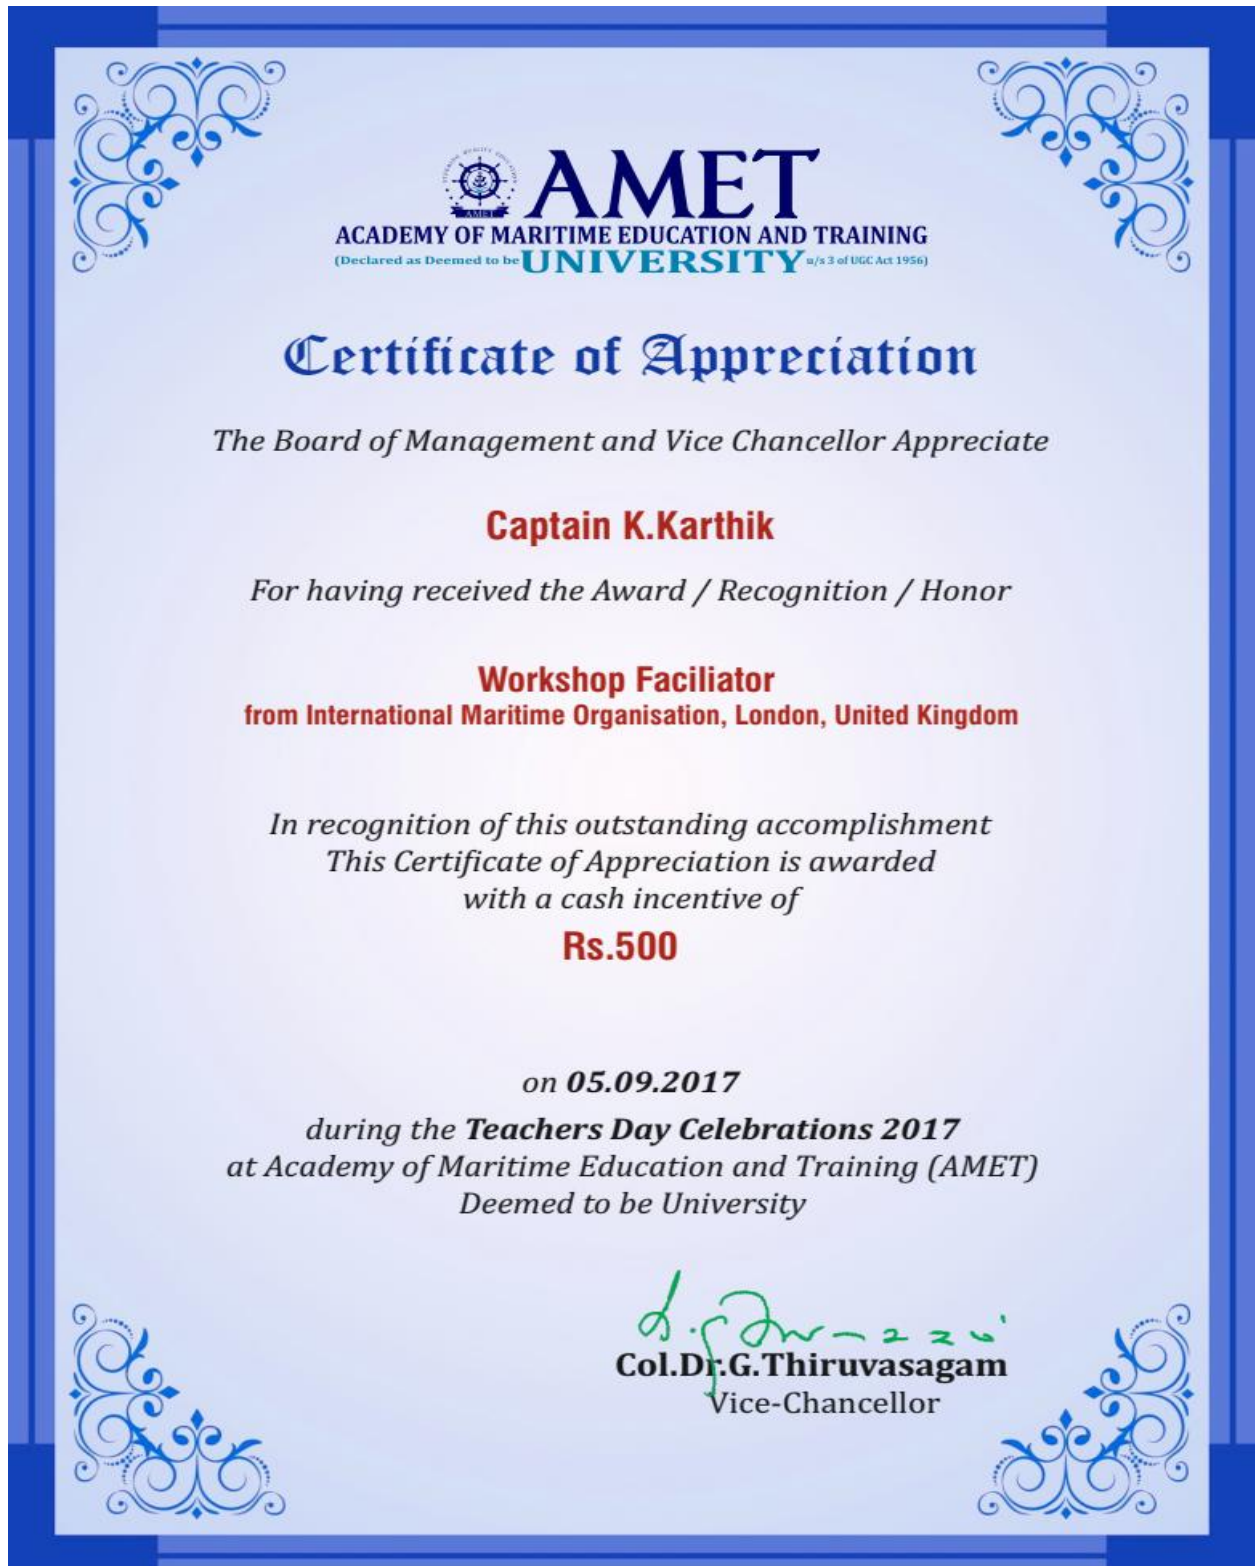 AMET
AMET
ACADEMY OF MARITIME EDUCATION AND TRAINING
(Declared as Deemed to be UNIVERSITY u/s 3 of UGC Act 1956)
Certificate of Appreciation
The Board of Management and Vice Chancellor Appreciate
Captain K.Karthik
For having received the Award / Recognition / Honor
Workshop Faciliator
from International Maritime Organisation, London, United Kingdom
In recognition of this outstanding accomplishment
This Certificate of Appreciation is awarded
with a cash incentive of
Rs.500
on 05.09.2017
during the Teachers Day Celebrations 2017
at Academy of Maritime Education and Training (AMET)
Deemed to be University
Col.Dr.G.Thiruvasagam
Vice-Chancellor